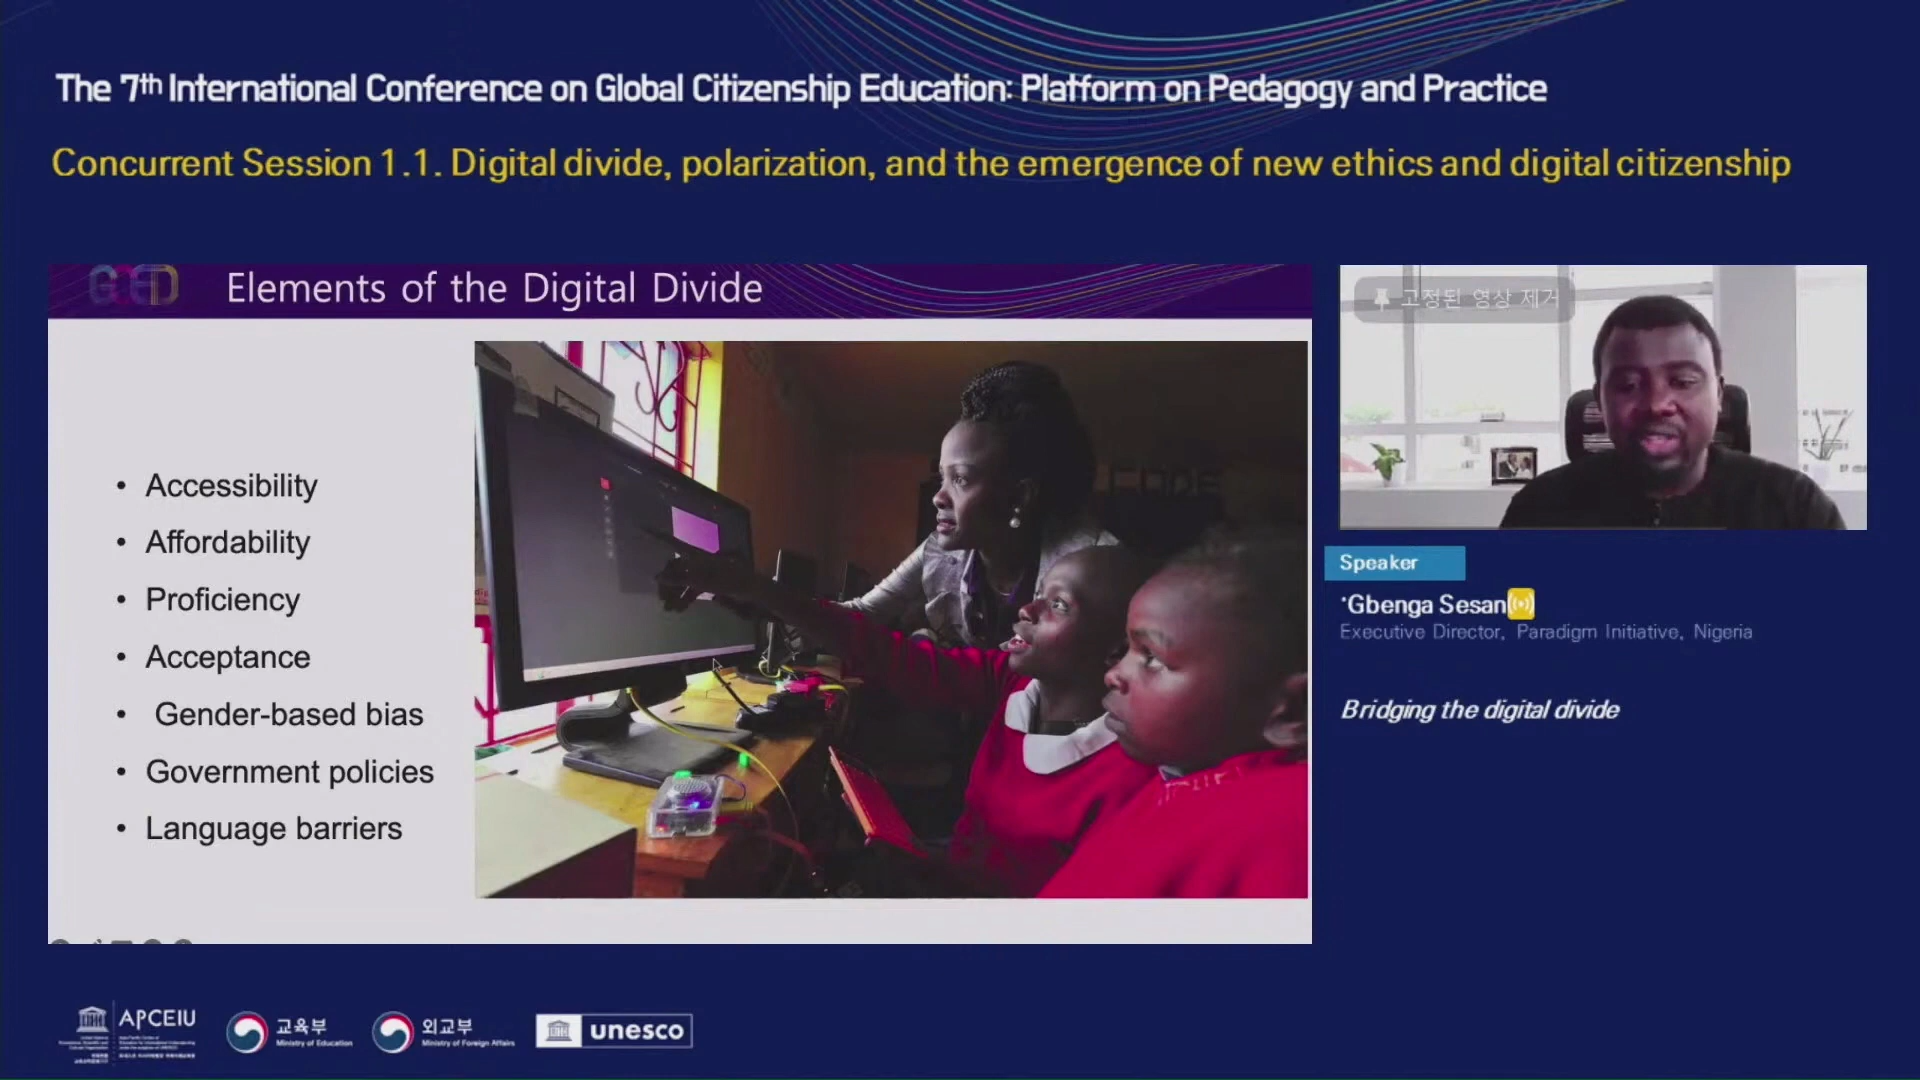 The 7th International Conference on Global Citizenship Education: Platform on Pedagogy and Practice
Concurrent Session 1.1. Digital divide, polarization, and the emergence of new ethics and digital citizenship
GCED
Elements of the Digital Divide
• Accessibility
• Affordability
• Proficiency
• Acceptance
• Gender-based bias
• Government policies
• Language barriers
고정된 영상 제거
Speaker
'Gbenga Sesan
Executive Director, Paradigm Initiative, Nigeria
Bridging the digital divide
APCEIU
교육부
Ministry of Education
외교부
Ministry of Foreign Affairs
unesco